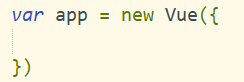 var app = new Vue({
})